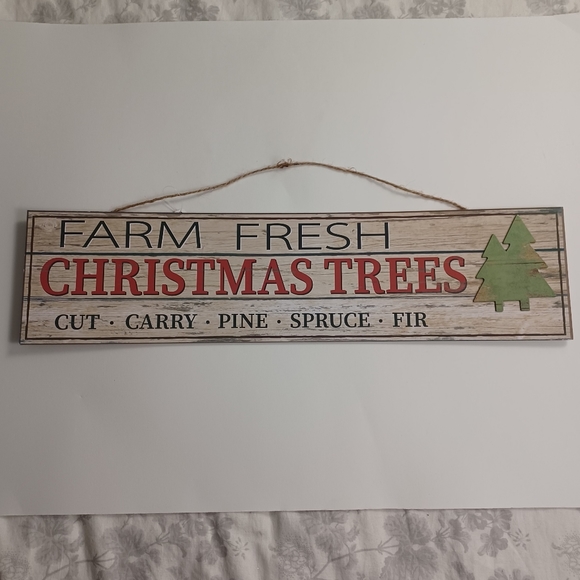 FARM FRESH
CHRISTMAS TREES
CUT · CARRY · PINE · SPRUCE · FIR